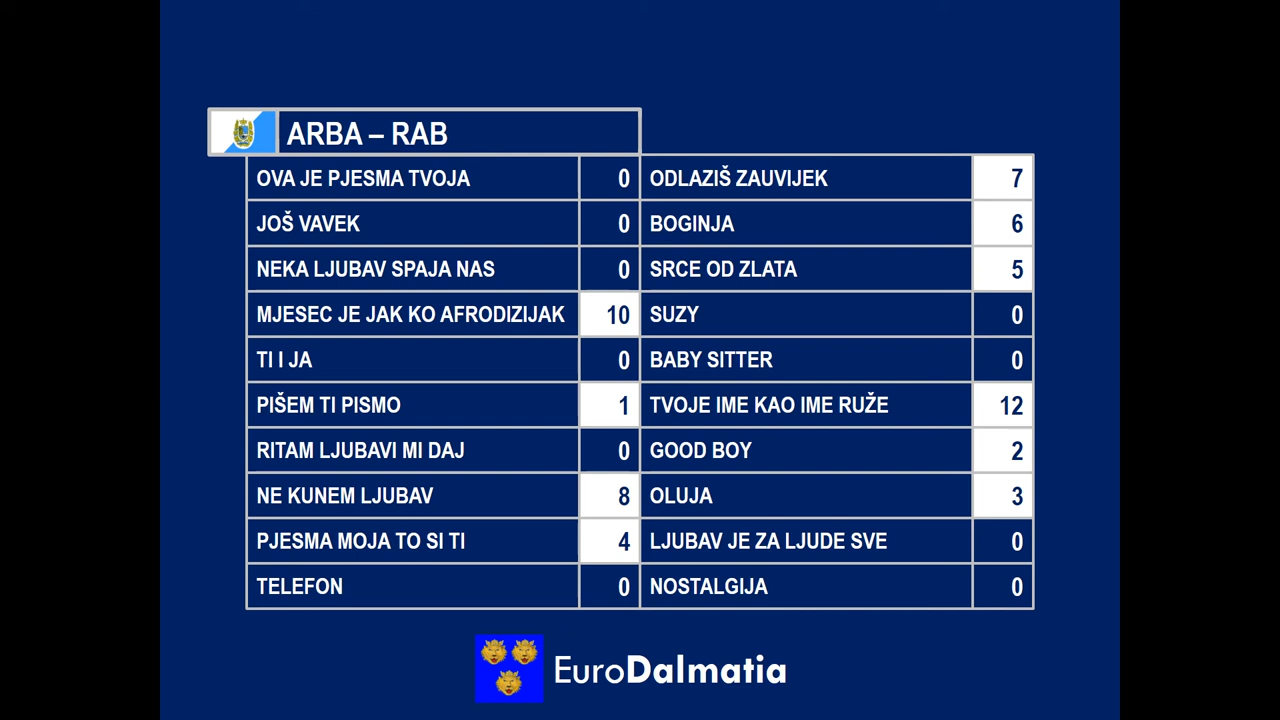 ARBA – RAB
OVA JE PJESMA TVOJA 0 ODLAZIŠ ZAUVIJEK 7
JOŠ VAVEK 0 BOGINJA 6
NEKA LJUBAV SPAJA NAS 0 SRCE OD ZLATA 5
MJESEC JE JAK KO AFRODIZIJAK 10 SUZY 0
TI I JA 0 BABY SITTER 0
PIŠEM TI PISMO 1 TVOJE IME KAO IME RUŽE 12
RITAM LJUBAVI MI DAJ 0 GOOD BOY 2
NE KUNEM LJUBAV 8 OLUJA 3
PJESMA MOJA TO SI TI 4 LJUBAV JE ZA LJUDE SVE 0
TELEFON 0 NOSTALGIJA 0
EuroDalmatia